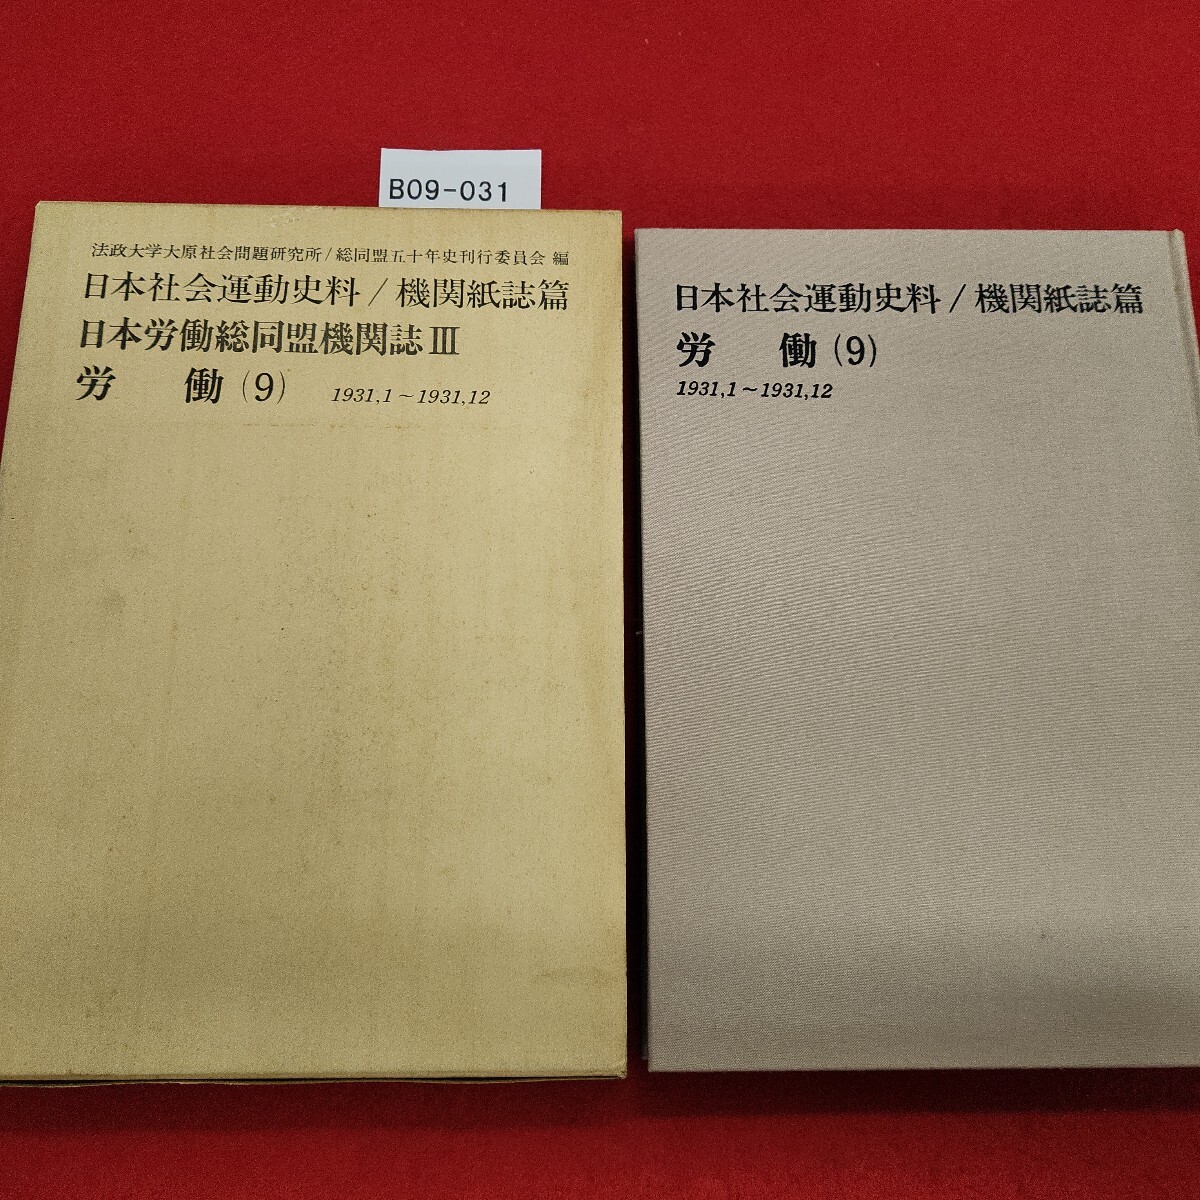 B09-031
法政大学大原社会問題研究所/総同盟五十年史刊行委員会 編
日本社会運動史料/機関紙誌篇
日本労働総同盟機関誌III
労 働(9) 1931,1~1931,12
日本社会運動史料/機関紙誌篇
労 働(9)
1931,1~1931,12